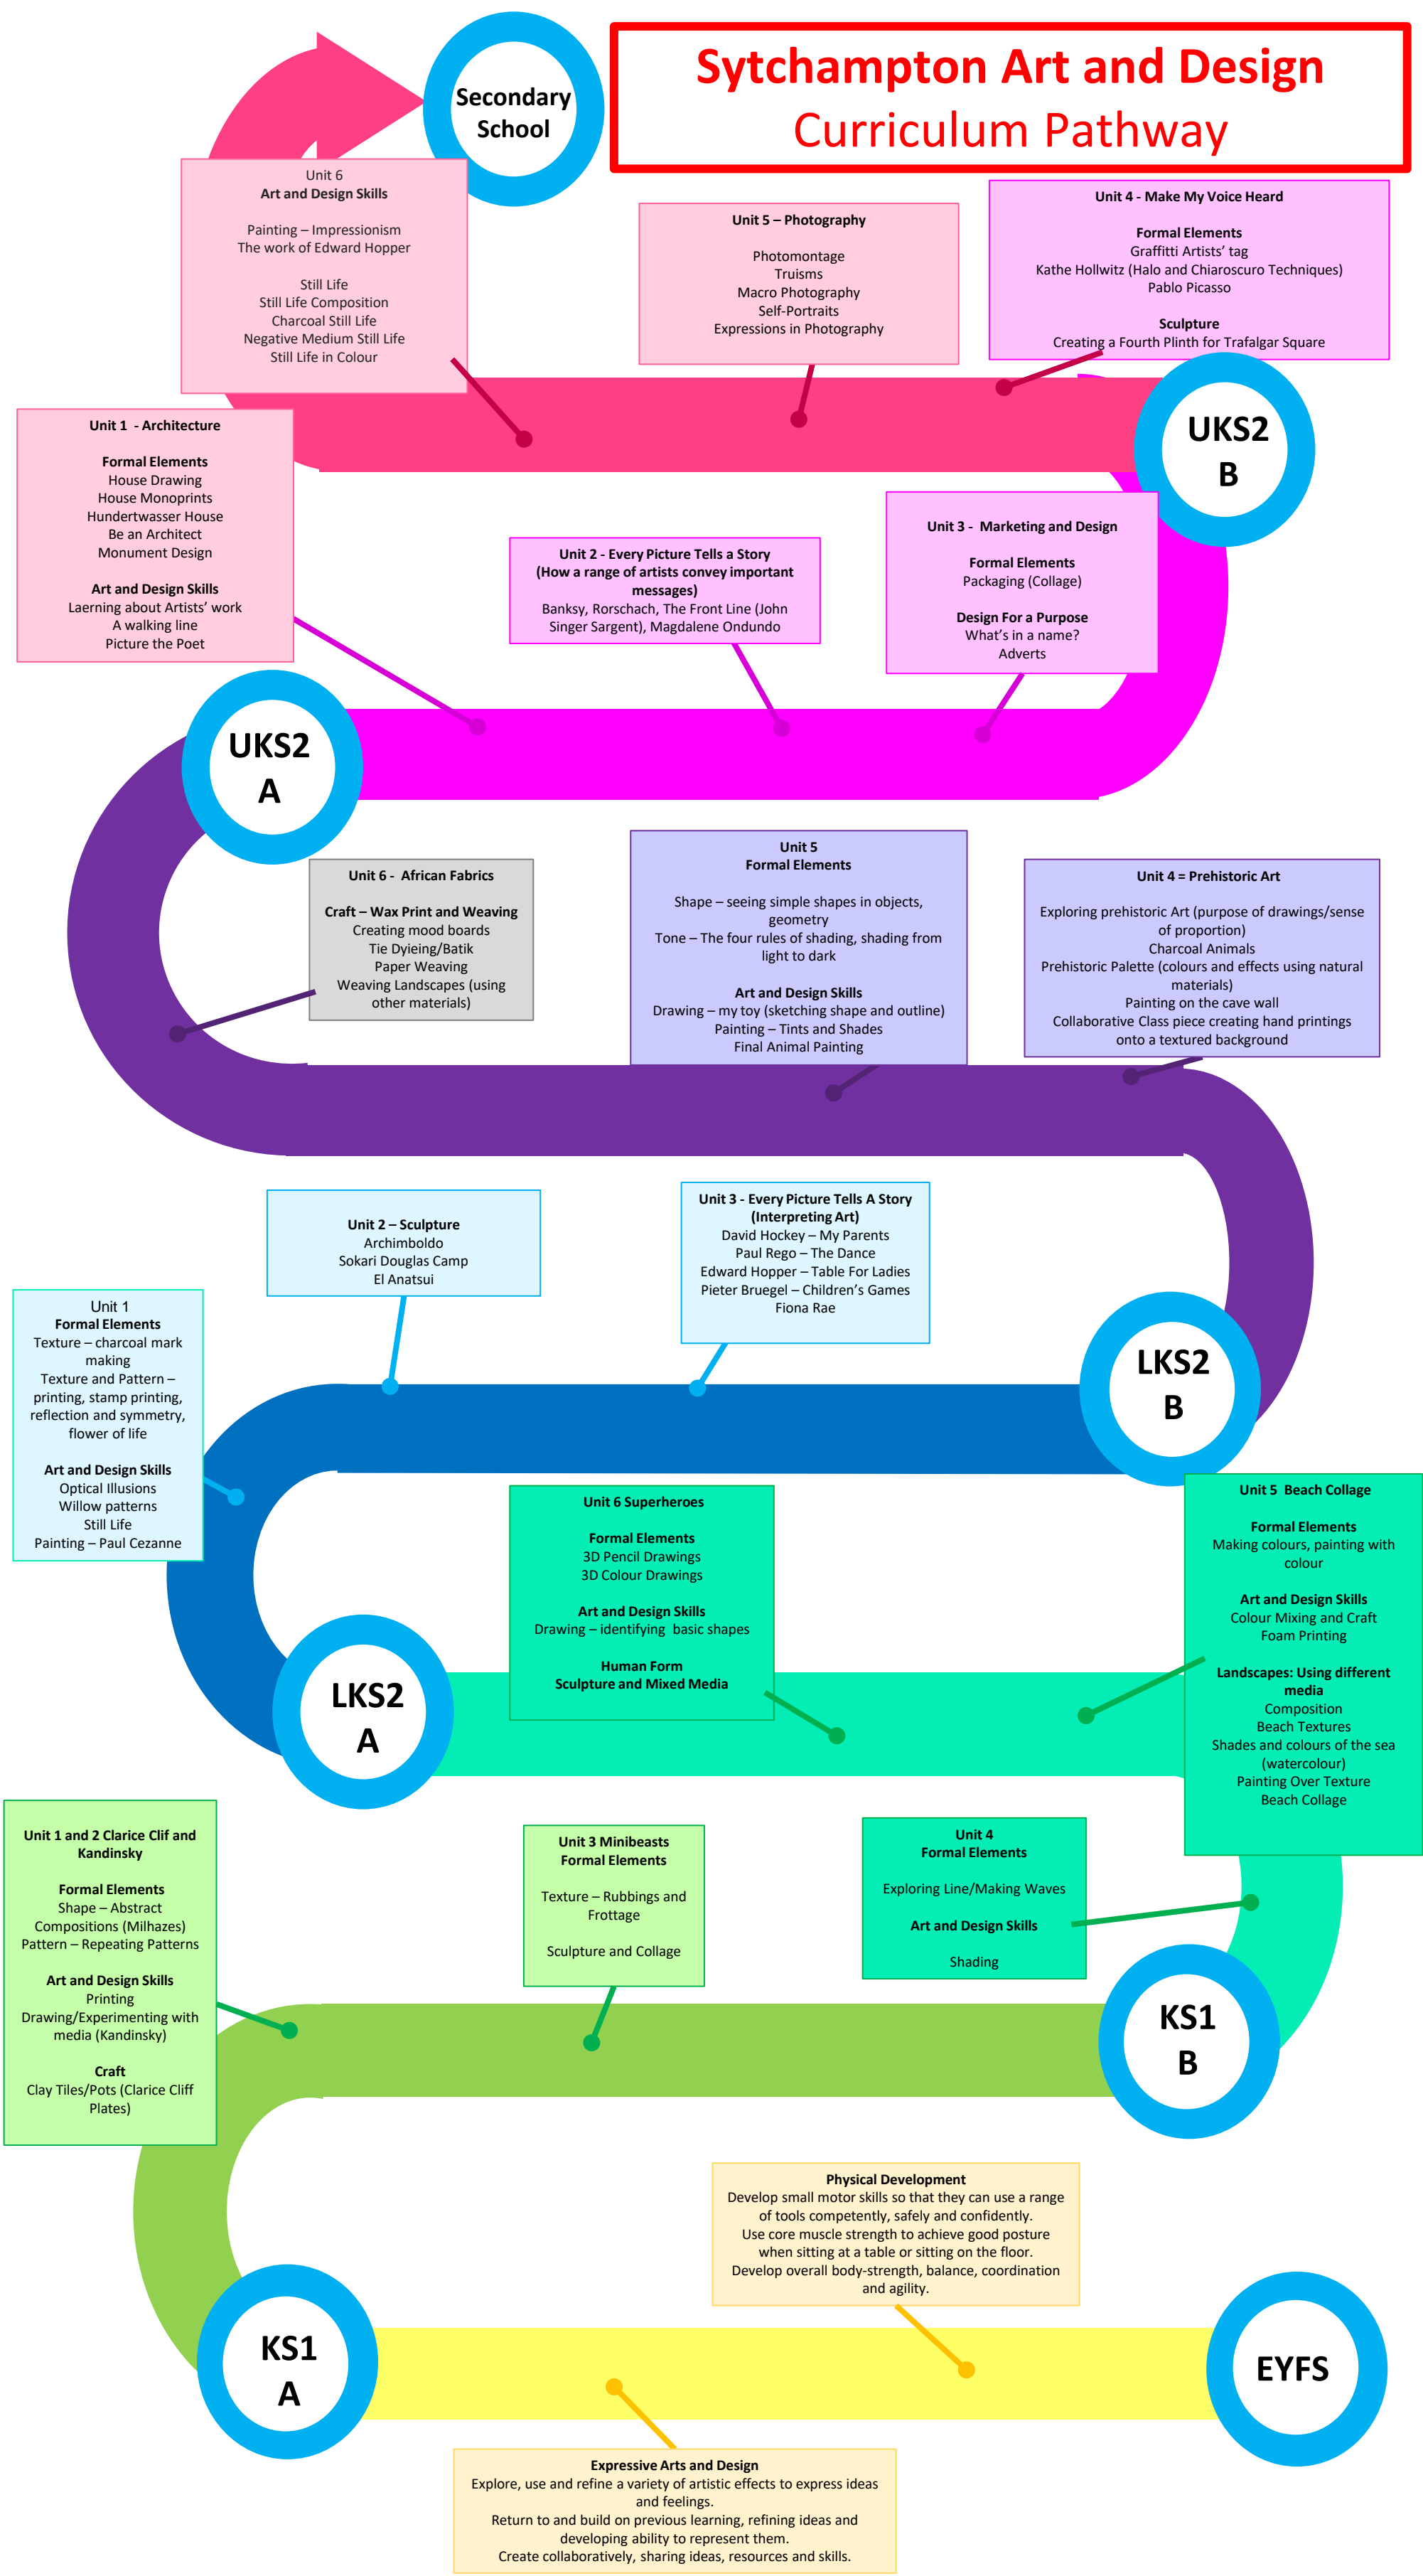 Secondary
School
Sytchampton Art and Design
Curriculum Pathway
Unit 6
Art and Design Skills
Painting – Impressionism
The work of Edward Hopper
Still Life
Still Life Composition
Charcoal Still Life
Negative Medium Still Life
Still Life in Colour
Unit 5 – Photography
Photomontage
Truisms
Macro Photography
Self-Portraits
Expressions in Photography
Unit 4 - Make My Voice Heard
Formal Elements
Graffitti Artists’ tag
Kathe Hollwitz (Halo and Chiaroscuro Techniques)
Pablo Picasso
Sculpture
Creating a Fourth Plinth for Trafalgar Square
UKS2
B
Unit 1 - Architecture
Formal Elements
House Drawing
House Monoprints
Hundertwasser House
Be an Architect
Monument Design
Art and Design Skills
Laerning about Artists’ work
A walking line
Picture the Poet
Unit 2 - Every Picture Tells a Story
(How a range of artists convey important
messages)
Banksy, Rorschach, The Front Line (John
Singer Sargent), Magdalene Ondundo
Unit 3 - Marketing and Design
Formal Elements
Packaging (Collage)
Design For a Purpose
What’s in a name?
Adverts
UKS2
A
Unit 6 - African Fabrics
Craft – Wax Print and Weaving
Creating mood boards
Tie Dyieing/Batik
Paper Weaving
Weaving Landscapes (using
other materials)
Unit 5
Formal Elements
Shape – seeing simple shapes in objects,
geometry
Tone – The four rules of shading, shading from
light to dark
Art and Design Skills
Drawing – my toy (sketching shape and outline)
Painting – Tints and Shades
Final Animal Painting
Unit 4 = Prehistoric Art
Exploring prehistoric Art (purpose of drawings/sense
of proportion)
Charcoal Animals
Prehistoric Palette (colours and effects using natural
materials)
Painting on the cave wall
Collaborative Class piece creating hand printings
onto a textured background
Unit 2 – Sculpture
Archimboldo
Sokari Douglas Camp
El Anatsui
Unit 3 - Every Picture Tells A Story
(Interpreting Art)
David Hockey – My Parents
Paul Rego – The Dance
Edward Hopper – Table For Ladies
Pieter Bruegel – Children’s Games
Fiona Rae
Unit 1
Formal Elements
Texture – charcoal mark
making
Texture and Pattern –
printing, stamp printing,
reflection and symmetry,
flower of life
Art and Design Skills
Optical Illusions
Willow patterns
Still Life
Painting – Paul Cezanne
LKS2
B
Unit 6 Superheroes
Formal Elements
3D Pencil Drawings
3D Colour Drawings
Art and Design Skills
Drawing – identifying basic shapes
Human Form
Sculpture and Mixed Media
Unit 5 Beach Collage
Formal Elements
Making colours, painting with
colour
Art and Design Skills
Colour Mixing and Craft
Foam Printing
Landscapes: Using different
media
Composition
Beach Textures
Shades and colours of the sea
(watercolour)
Painting Over Texture
Beach Collage
LKS2
A
Unit 1 and 2 Clarice Clif and
Kandinsky
Formal Elements
Shape – Abstract
Compositions (Milhazes)
Pattern – Repeating Patterns
Art and Design Skills
Printing
Drawing/Experimenting with
media (Kandinsky)
Craft
Clay Tiles/Pots (Clarice Cliff
Plates)
Unit 3 Minibeasts
Formal Elements
Texture – Rubbings and
Frottage
Sculpture and Collage
Unit 4
Formal Elements
Exploring Line/Making Waves
Art and Design Skills
Shading
KS1
B
Physical Development
Develop small motor skills so that they can use a range
of tools competently, safely and confidently.
Use core muscle strength to achieve good posture
when sitting at a table or sitting on the floor.
Develop overall body-strength, balance, coordination
and agility.
KS1
A
EYFS
Expressive Arts and Design
Explore, use and refine a variety of artistic effects to express ideas
and feelings.
Return to and build on previous learning, refining ideas and
developing ability to represent them.
Create collaboratively, sharing ideas, resources and skills.